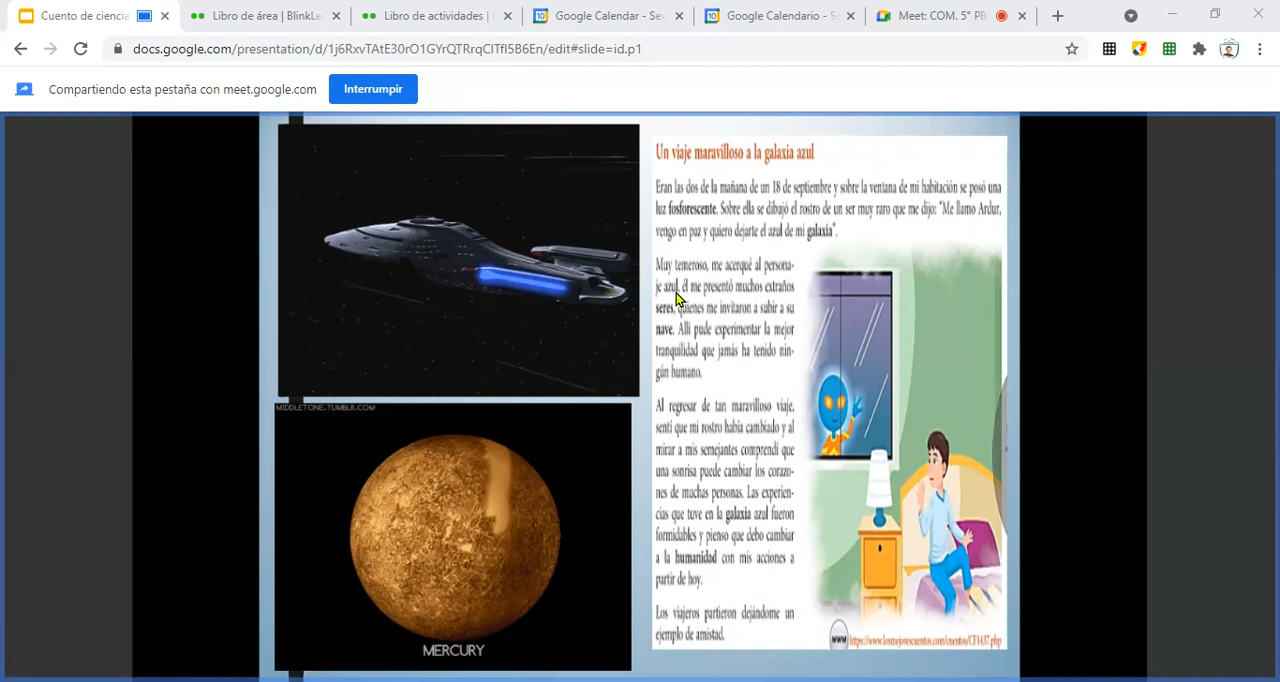 Cuento de ciencia
Libro de área | BlinkLe
Libro de actividades |
Google Calendar - Se
Google Calendario - S
Meet: COM. 5° PR
docs.google.com/presentation/d/1j6RxvTAtE30rO1GYrQTRrqCITfI5B6En/edit#slide=id.p1
Compartiendo esta pestaña con meet.google.com
Interrumpir
MIDDLETONE.TUMBLR.COM
MERCURY
Un viaje maravilloso a la galaxia azul
Eran las dos de la mañana de un 18 de septiembre y sobre la ventana de mi habitación se posó una
luz fosforescente. Sobre ella se dibujó el rostro de un ser muy raro que me dijo: "Me llamo Ardur,
vengo en paz y quiero dejarte el azul de mi galaxia".
Muy temeroso, me acerqué al persona-
je azul, él me presentó muchos extraños
seres, quienes me invitaron a subir a su
nave. Allí pude experimentar la mejor
tranquilidad que jamás ha tenido nin-
gún humano.
Al regresar de tan maravilloso viaje,
sentí que mi rostro había cambiado y al
mirar a mis semejantes comprendí que
una sonrisa puede cambiar los corazo-
nes de muchas personas. Las experien-
cias que tuve en la galaxia azul fueron
formidables y pienso que debo cambiar
a la humanidad con mis acciones a
partir de hoy.
Los viajeros partieron dejándome un
ejemplo de amistad.
www https://www.losmejorescuentos.com/cuentos/CF1437.php